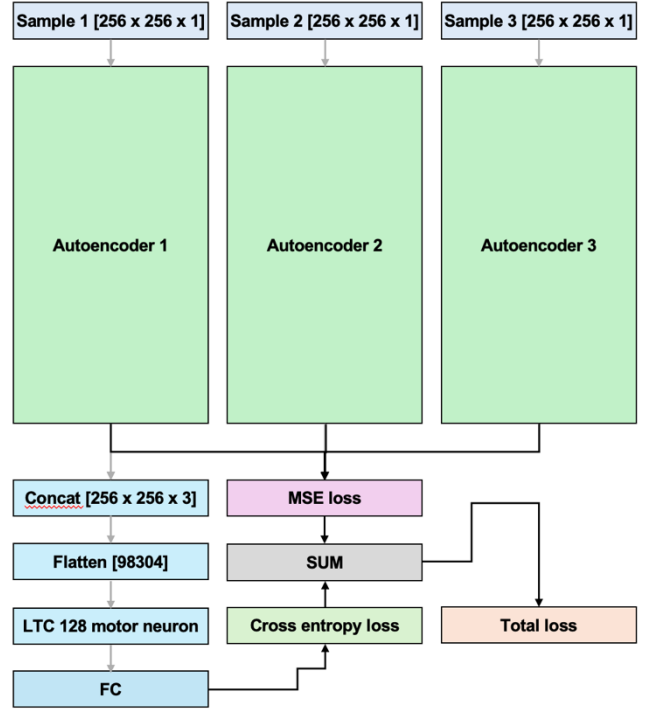 Sample 1 [256 x 256 x 1]
Sample 2 [256 x 256 x 1]
Sample 3 [256 x 256 x 1]
Autoencoder 1
Autoencoder 2
Autoencoder 3
Concat [256 x 256 x 3]
MSE loss
Flatten [98304]
SUM
LTC 128 motor neuron
Cross entropy loss
Total loss
FC